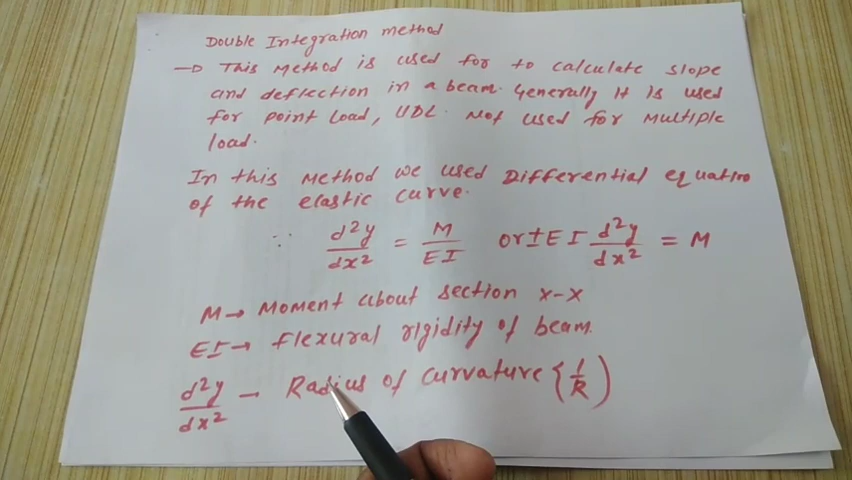 Double Integration method
→ This Method is used for to calculate slope
and deflection in a beam. Generally it is used
for point load, UDL. Not used for Multiple
load.
In this Method we used Differential equation
of the elastic curve.
∵ d²y/dx² = M/EI or ± EI d²y/dx² = M
M → Moment about section x-x
EI → flexural rigidity of beam.
d²y/dx² — Radius of curvature {1/R)